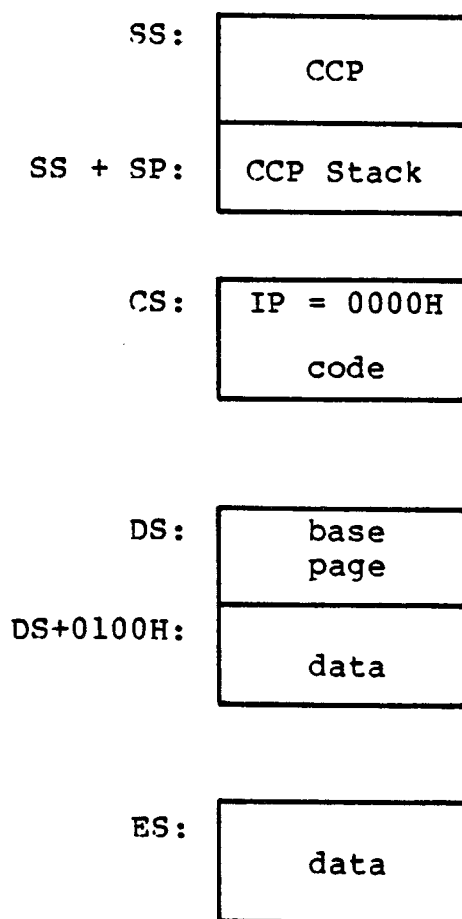 SS:
CCP
SS + SP: CCP Stack
CS: IP = 0000H
code
DS: base
page
DS+0100H:
data
ES:
data